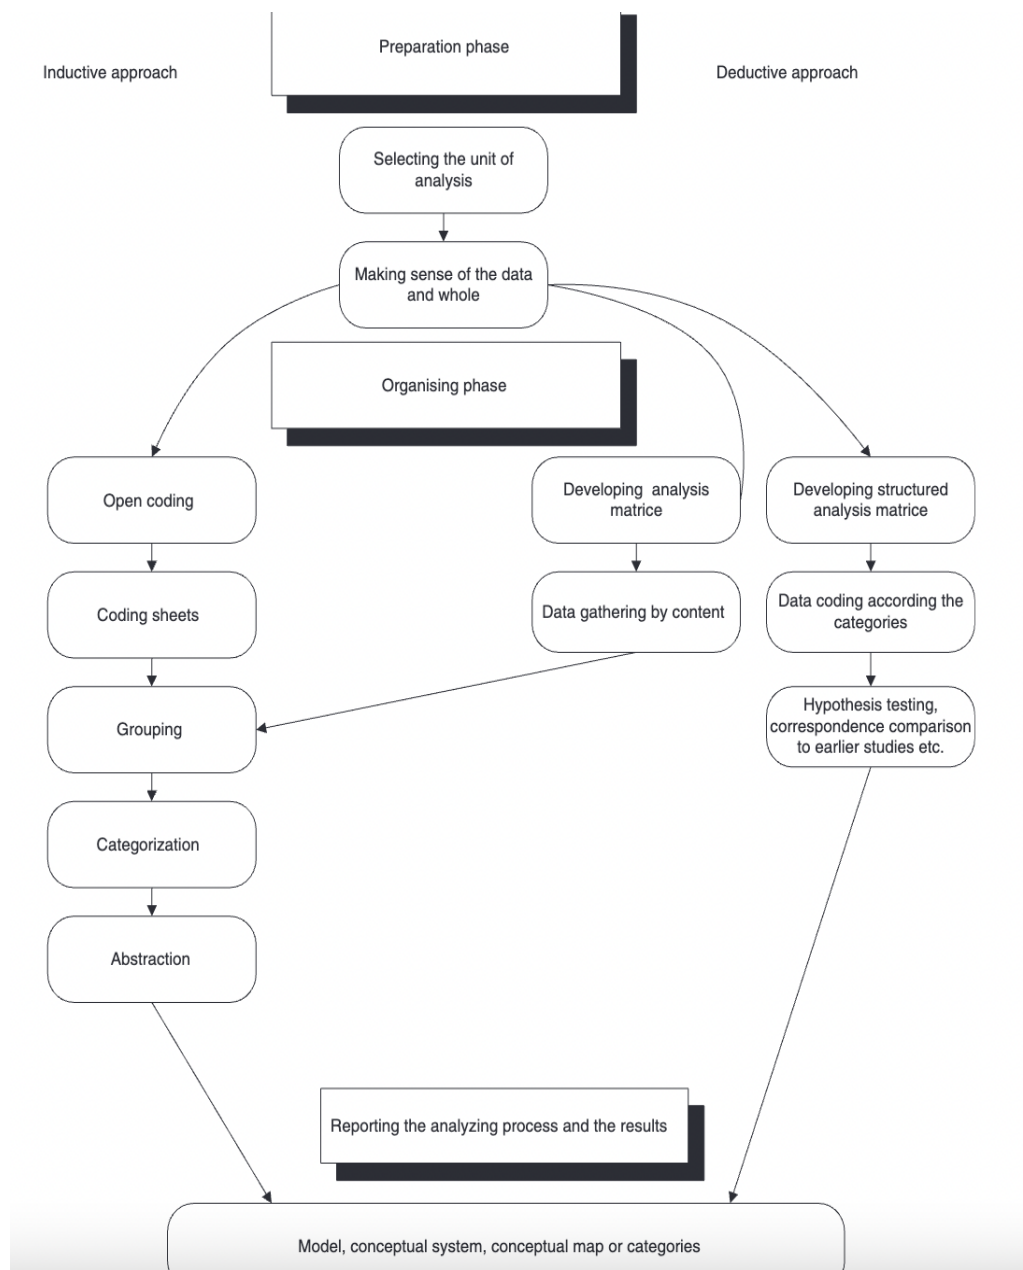 Preparation phase
Inductive approach
Deductive approach
Selecting the unit of
analysis
Making sense of the data
and whole
Organising phase
Open coding
Developing analysis
matrice
Developing structured
analysis matrice
Coding sheets
Data gathering by content
Data coding according the
categories
Grouping
Hypothesis testing,
correspondence comparison
to earlier studies etc.
Categorization
Abstraction
Reporting the analyzing process and the results
Model, conceptual system, conceptual map or categories